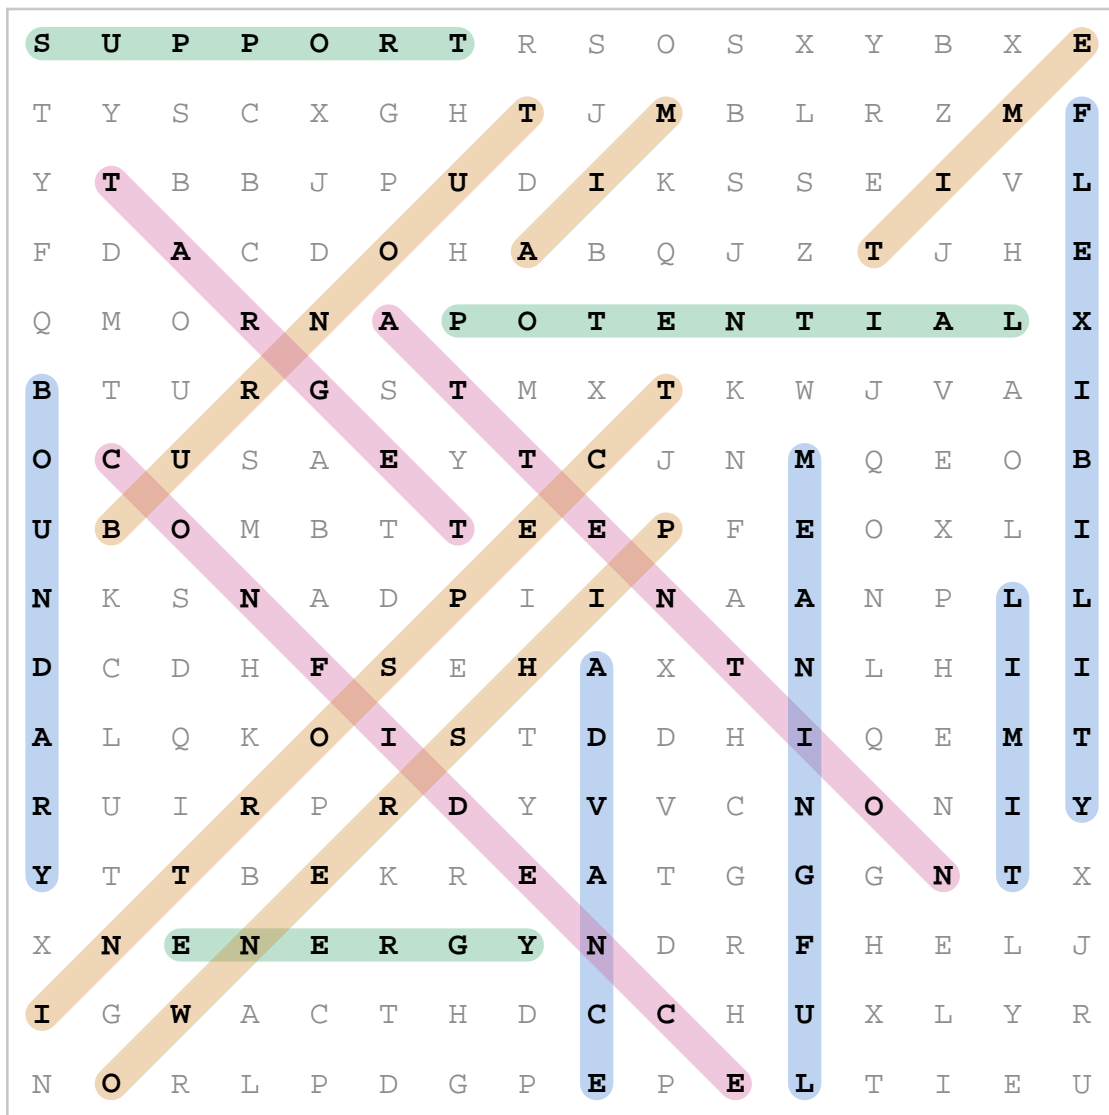 S U P P O R T R S O S X Y B X E
T Y S C X G H T J M B L R Z M F
Y T B B J P U D I K S S E I V L
F D A C D O H A B Q J Z T J H E
Q M O R N A P O T E N T I A L X
B T U R G S T M X T K W J V A I
O C U S A E Y T C J N M Q E O B
U B O M B T T E E P F E O X L I
N K S N A D P I I N A A N P L L
D C D H F S E H A X T N L H I I
A L Q K O I S T D D H I Q E M T
R U I R P R D Y V V C N O N I Y
Y T T B E K R E A T G G G N T X
X N E N E R G Y N D R F H E L J
I G W A C T H D C C H U X L Y R
N O R L P D G P E P E L T I E U